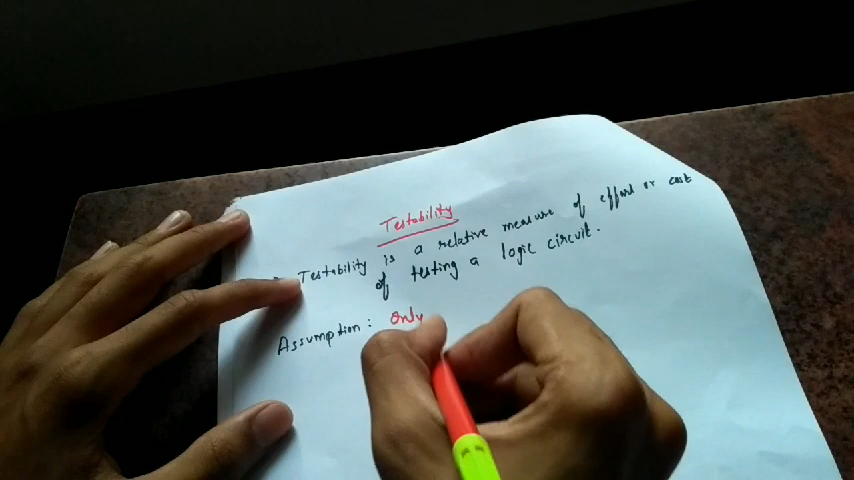 Testability
Testability is a relative measure of effort or cost
of testing a logic circuit.
Assumption: Only